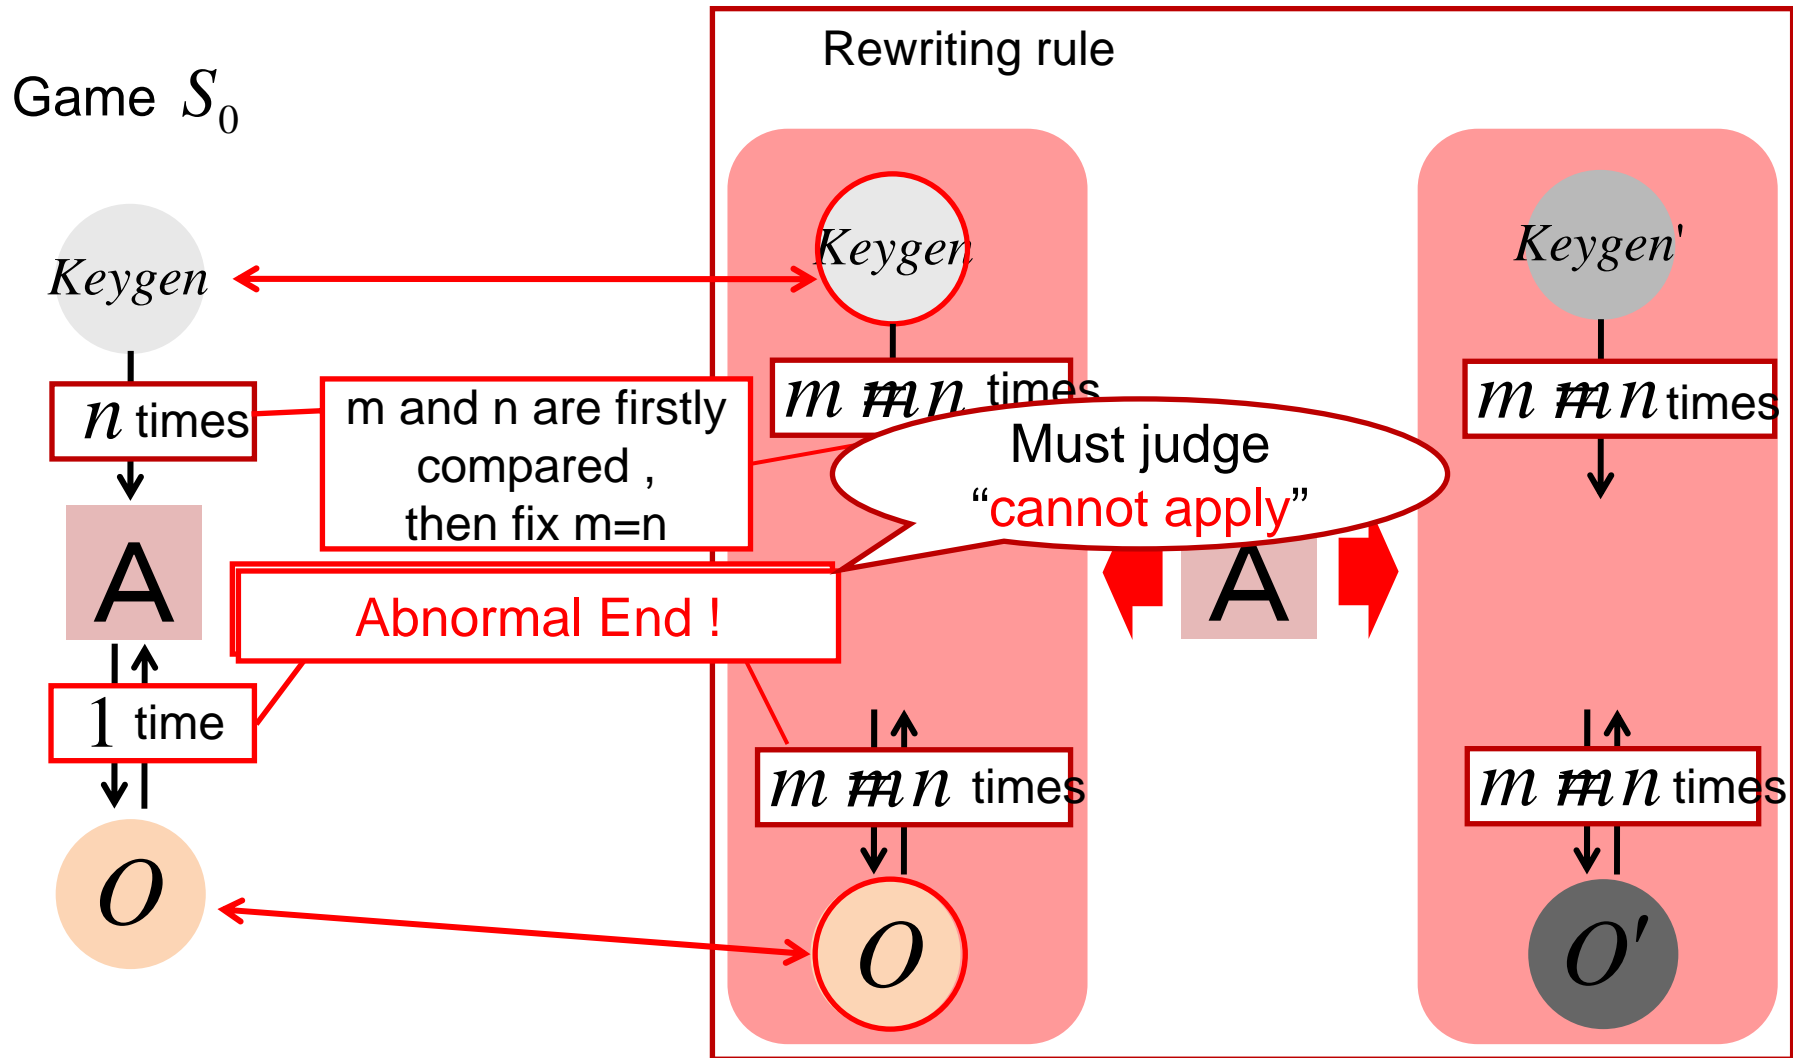 Rewriting rule
Game S₀
Keygen
Keygen
Keygen'
n times
m and n are firstly
compared ,
then fix m=n
times
times
Must judge
“cannot apply”
A
A
Abnormal End !
1 time
times
times
O
O
O'